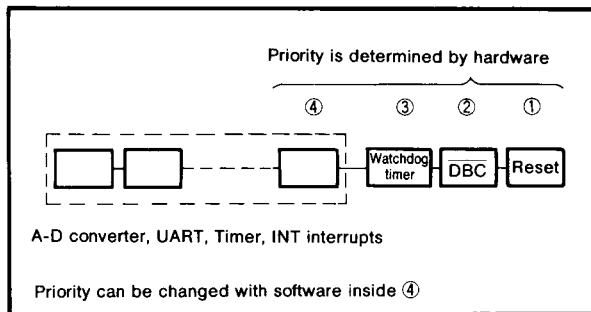 Priority is determined by hardware
④ ③ ② ①
Watchdog
timer
DBC
Reset
A-D converter, UART, Timer, INT interrupts
Priority can be changed with software inside ④